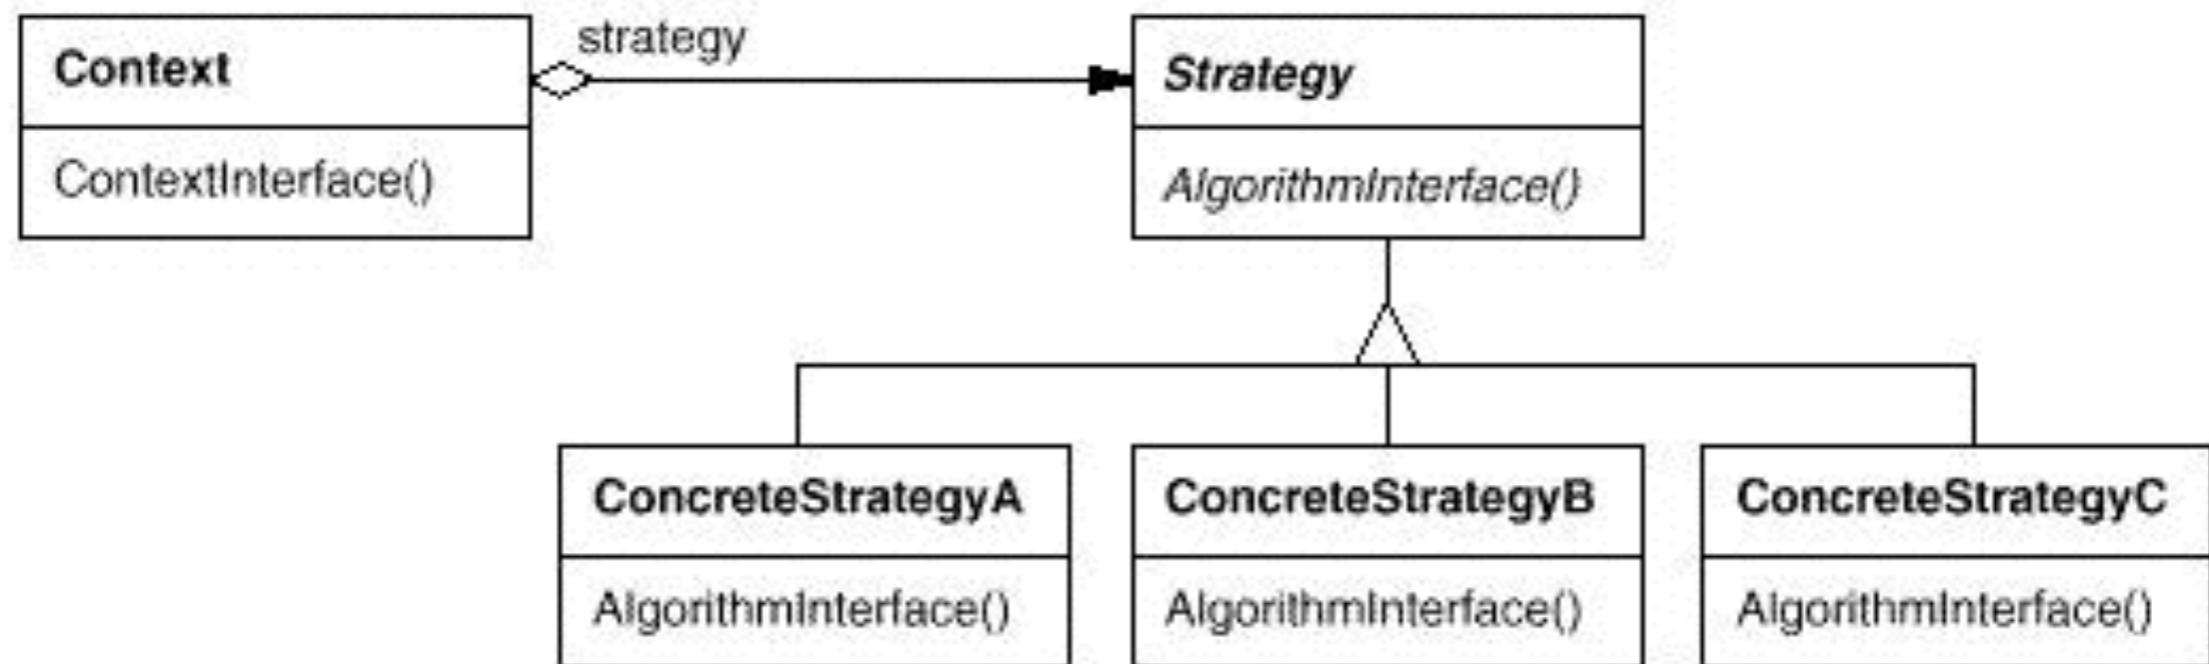 strategy
Context
Strategy
ContextInterface()
AlgorithmInterface()
ConcreteStrategyA
ConcreteStrategyB
ConcreteStrategyC
AlgorithmInterface()
AlgorithmInterface()
AlgorithmInterface()